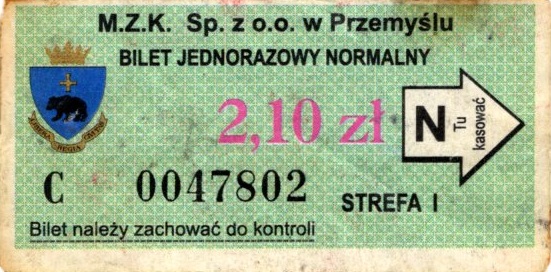 M.Z.K. Sp. z o.o. w Przemyślu
BILET JEDNORAZOWY NORMALNY
2,10 zł
N
Tu kasować
C 0047802
STREFA I
Bilet należy zachować do kontroli